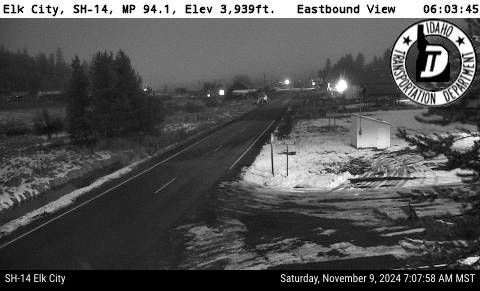 Elk City, SH-14, MP 94.1, Elev 3,939ft. Eastbound View 06:03:45
IDAHO
TRANSPORTATION DEPARTMENT
SH-14 Elk City Saturday, November 9, 2024 7:07:58 AM MST